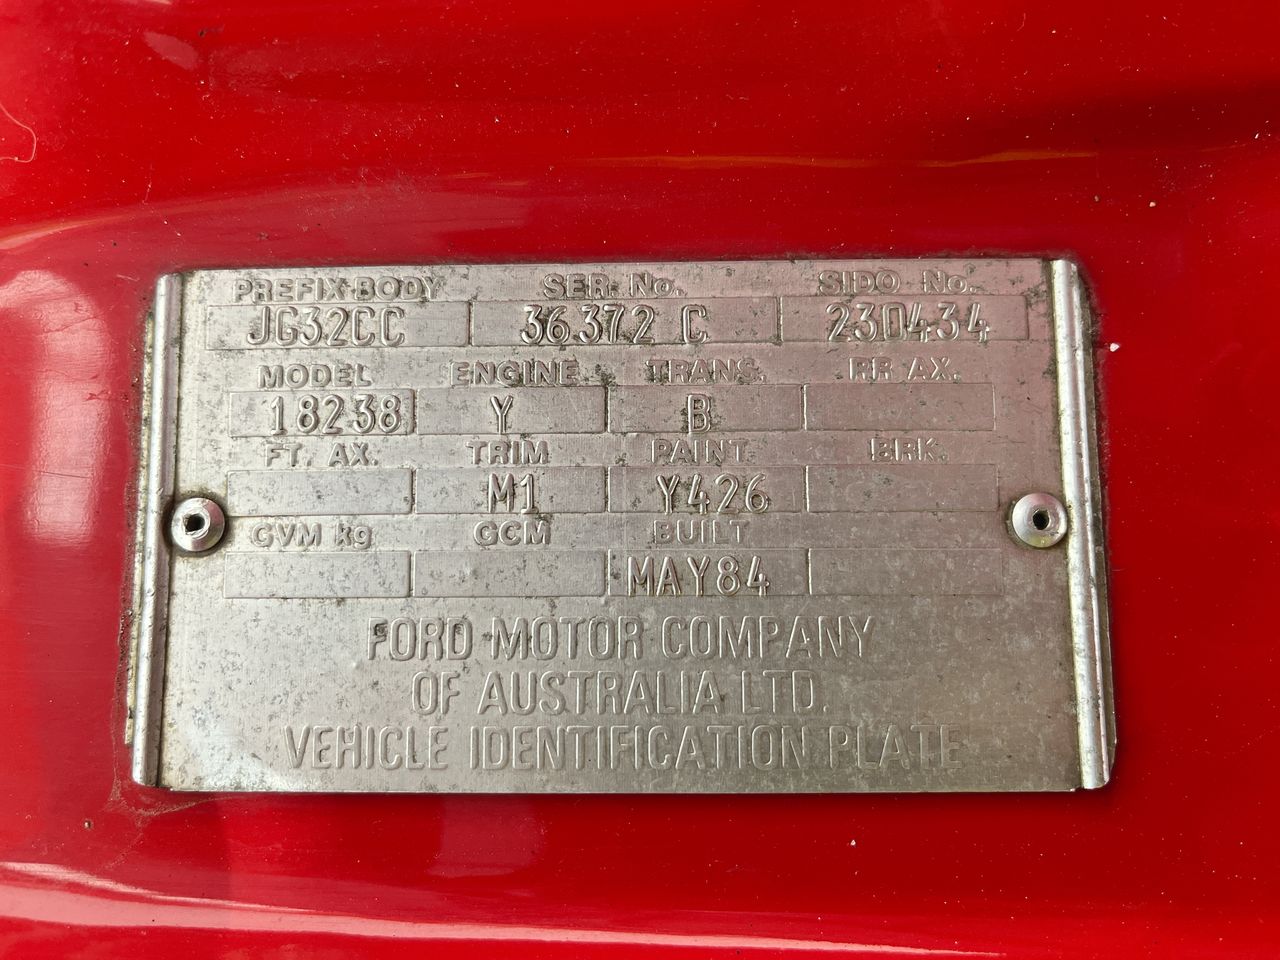 PREFIX-BODY SER. No. SIDO No.
JG32CC 36372 C 230434
MODEL ENGINE TRANS. RR AX.
18238 Y B
FT. AX. TRIM PAINT BRK.
M1 Y426
GVM kg GCM BUILT
MAY84
FORD MOTOR COMPANY
OF AUSTRALIA LTD.
VEHICLE IDENTIFICATION PLATE